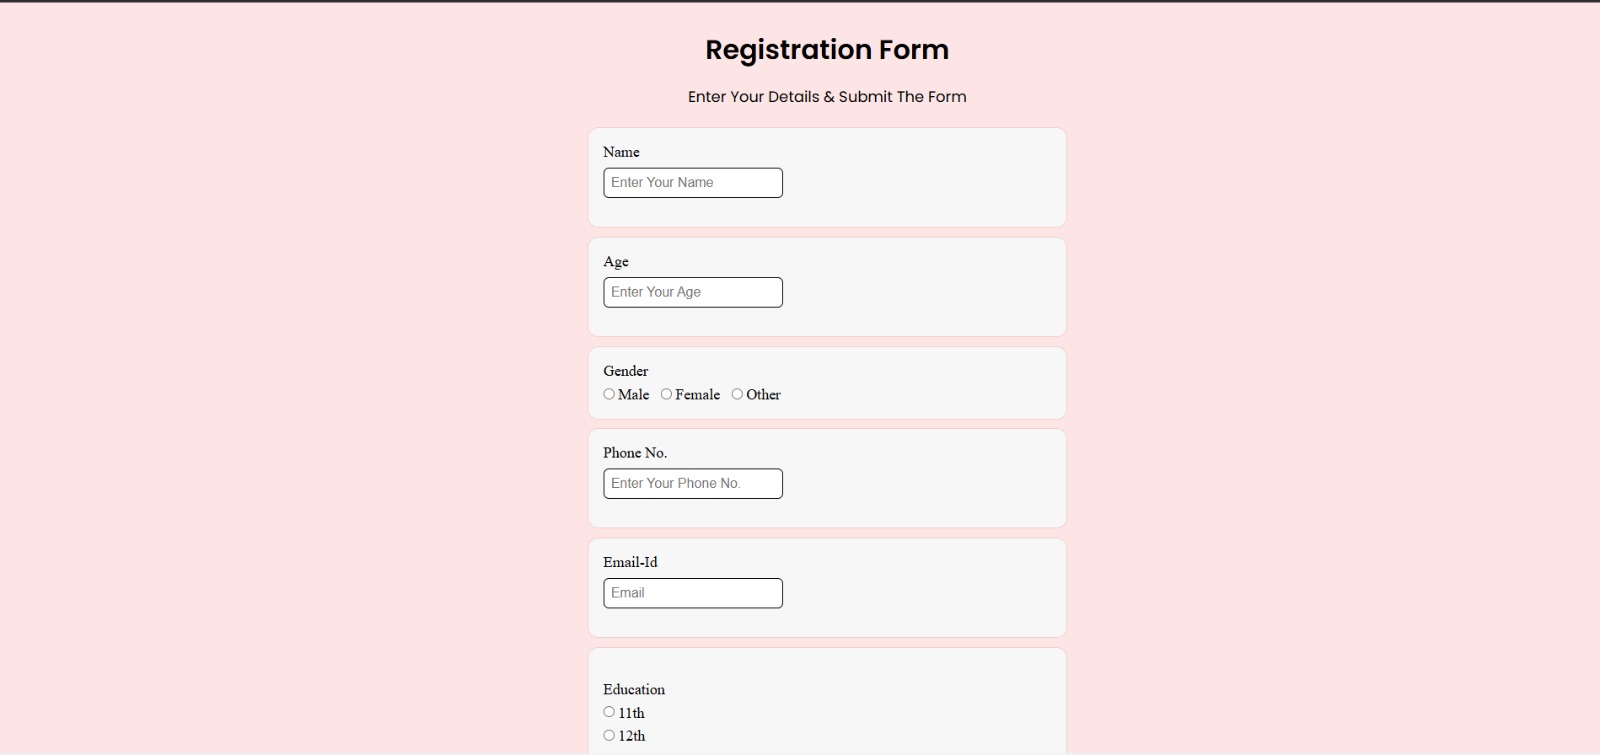 Registration Form
Enter Your Details & Submit The Form
Name
Enter Your Name
Age
Enter Your Age
Gender
Male Female Other
Phone No.
Enter Your Phone No.
Email-Id
Email
Education
11th
12th